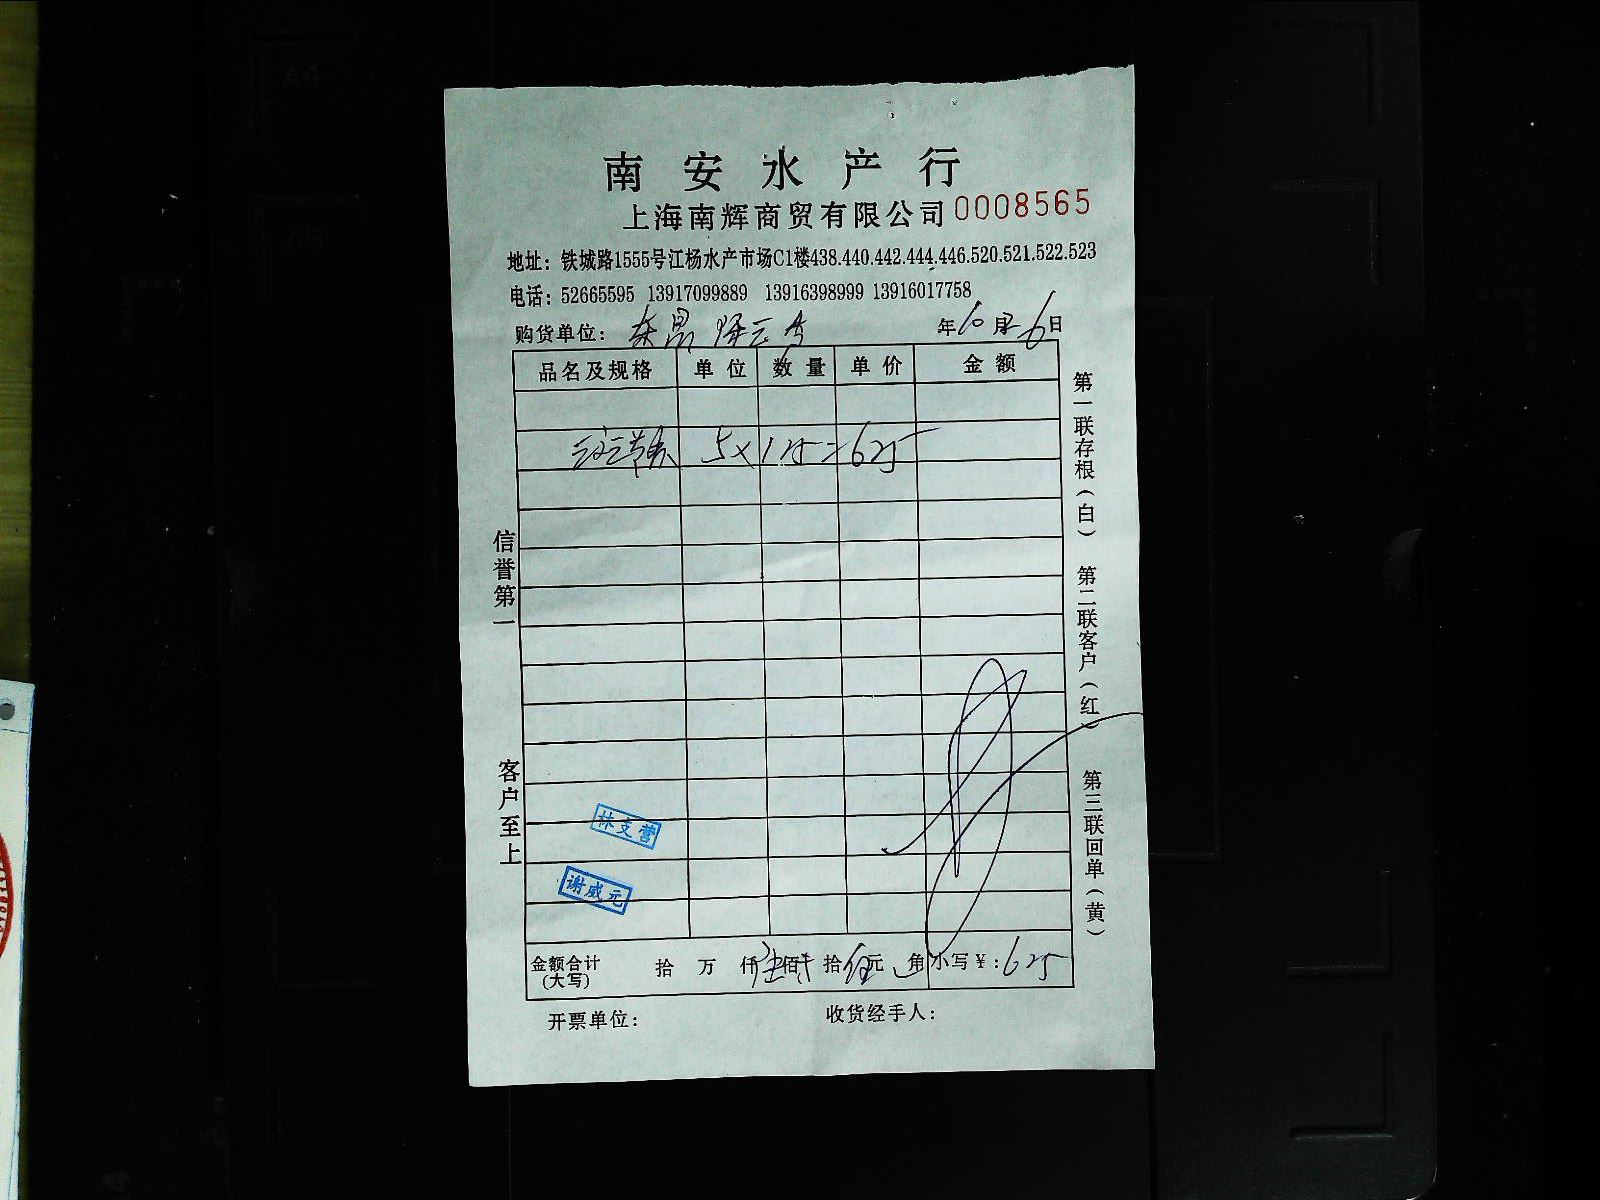 南安水产行
上海南辉商贸有限公司 0008565
地址：铁城路1555号江杨水产市场C1楼438.440.442.444.446.520.521.522.523
电话：52665595 13917099889 13916398999 13916017758
购货单位： 年10月6日
品名及规格 单位 数量 单价 金额
5×125=625
信誉第一
客户至上
第一联存根（白） 第二联客户（红） 第三联回单（黄）
林支营
谢威元
金额合计 拾 万 仟 佰 拾 伍元 角 小写￥：625
(大写)
开票单位： 收货经手人：
A4
A5